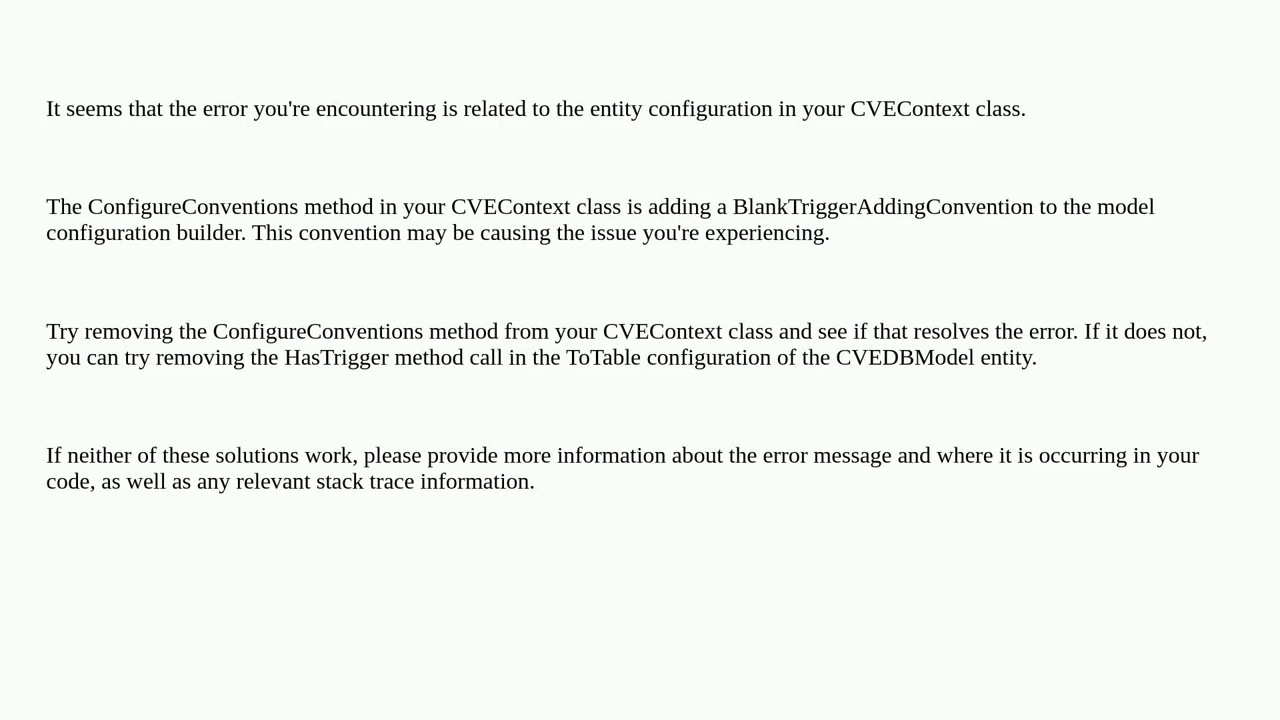 It seems that the error you're encountering is related to the entity configuration in your CVEContext class.
The ConfigureConventions method in your CVEContext class is adding a BlankTriggerAddingConvention to the model
configuration builder. This convention may be causing the issue you're experiencing.
Try removing the ConfigureConventions method from your CVEContext class and see if that resolves the error. If it does not,
you can try removing the HasTrigger method call in the ToTable configuration of the CVEDBModel entity.
If neither of these solutions work, please provide more information about the error message and where it is occurring in your
code, as well as any relevant stack trace information.